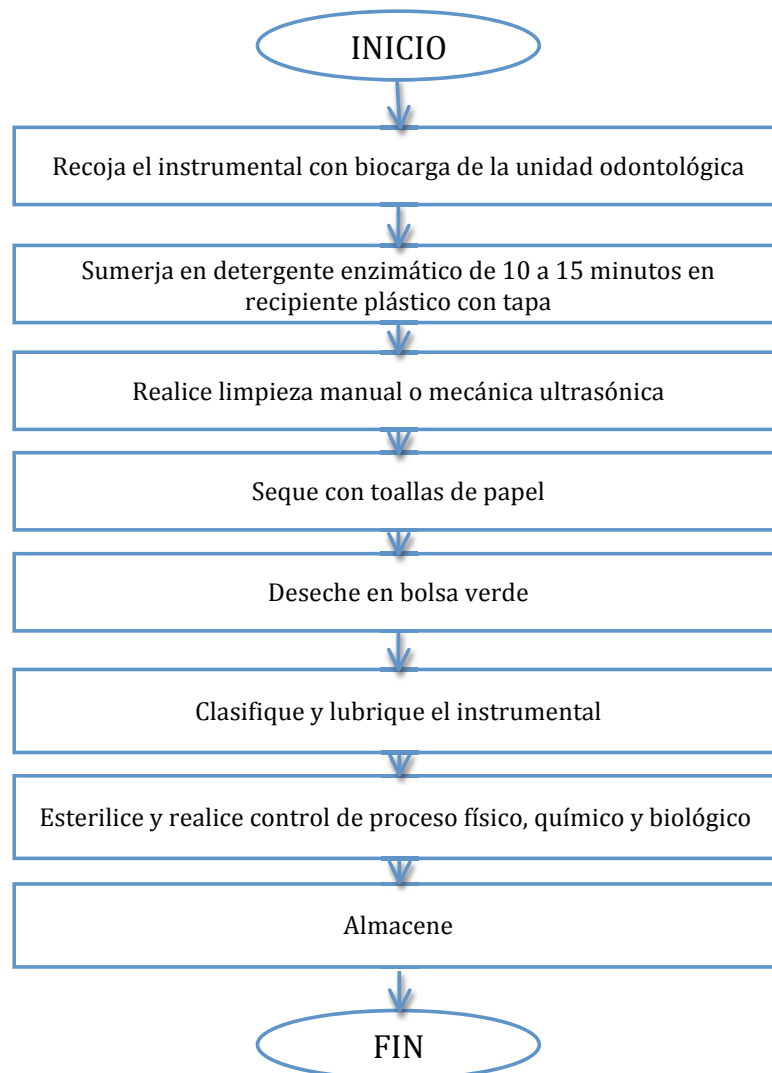 INICIO
Recoja el instrumental con biocarga de la unidad odontológica
Sumerja en detergente enzimático de 10 a 15 minutos en
recipiente plástico con tapa
Realice limpieza manual o mecánica ultrasónica
Seque con toallas de papel
Deseche en bolsa verde
Clasifique y lubrique el instrumental
Esterilice y realice control de proceso físico, químico y biológico
Almacene
FIN